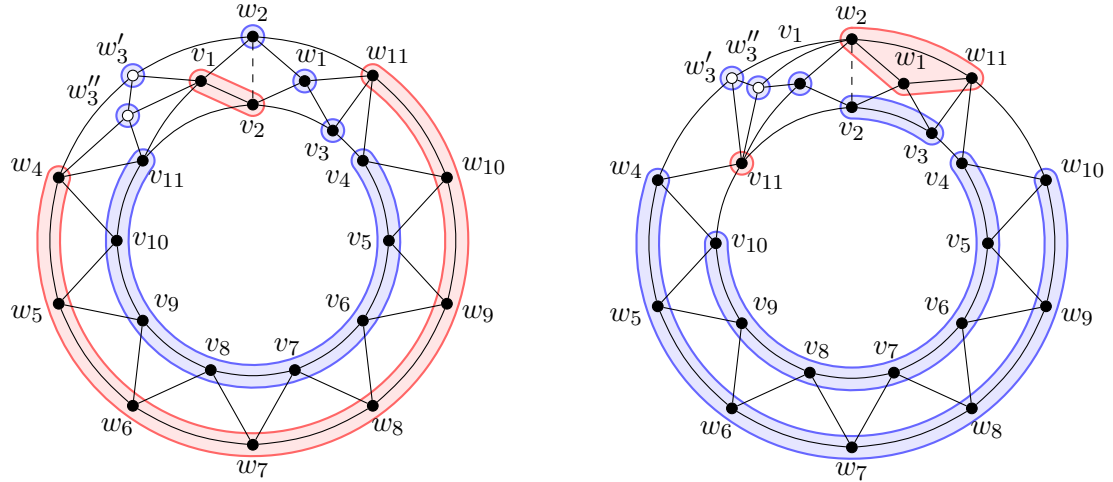 w₂
w₃′
v₁
w₁
w₁₁
w₃″
v₂
v₃
w₄
v₁₁
v₄
w₁₀
v₁₀
v₅
w₅
v₉
v₆
w₉
v₈
v₇
w₆
w₈
w₇
w₂
v₁
w₃″
w₃′
w₁
w₁₁
v₂
v₃
w₄
v₁₁
v₄
w₁₀
v₁₀
v₅
w₅
v₉
v₆
w₉
v₈
v₇
w₆
w₈
w₇